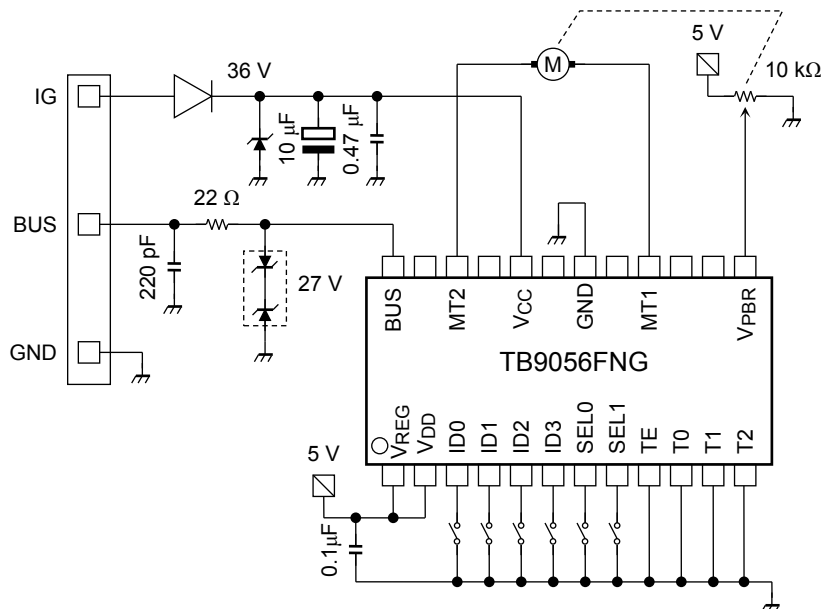 5 V
M
10 kΩ
36 V
IG
10 µF
0.47 µF
22 Ω
BUS
220 pF
27 V
GND
BUS
MT2
VCC
GND
MT1
VPBR
TB9056FNG
VREG
VDD
ID0
ID1
ID2
ID3
SEL0
SEL1
TE
T0
T1
T2
5 V
0.1µF